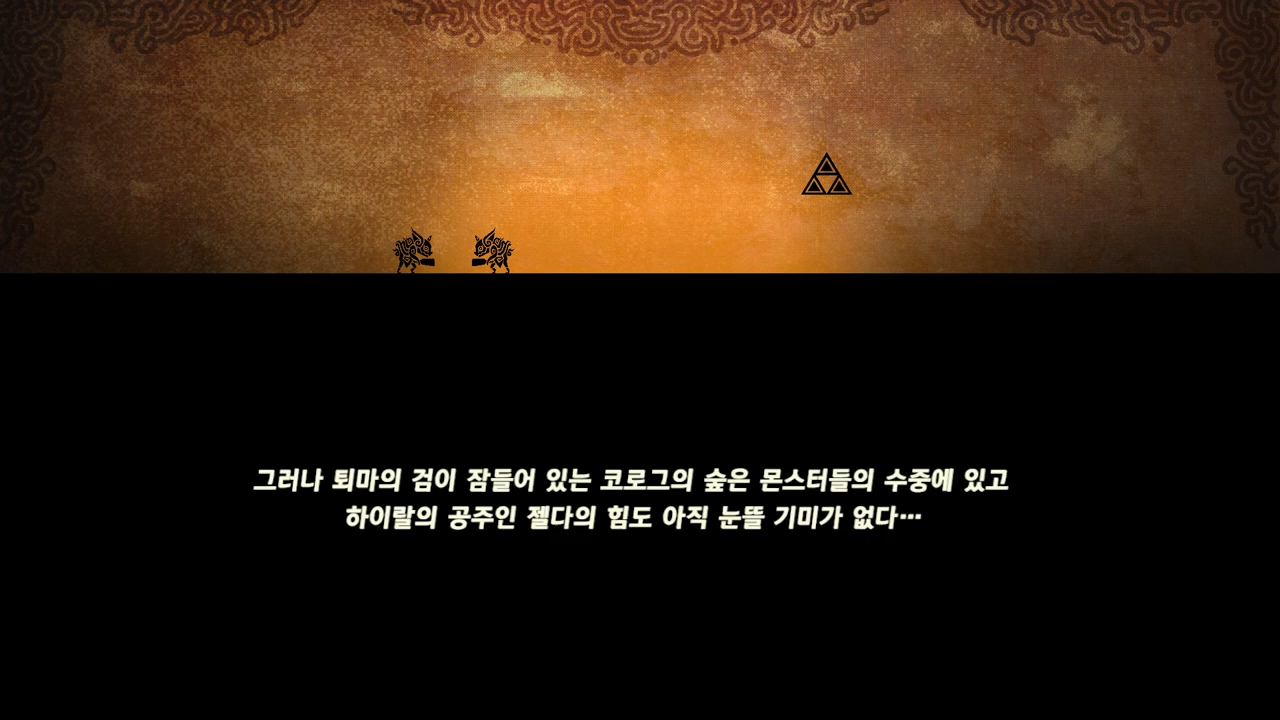 그러나 퇴마의 검이 잠들어 있는 코로그의 숲은 몬스터들의 수중에 있고
하이랄의 공주인 젤다의 힘도 아직 눈뜰 기미가 없다…